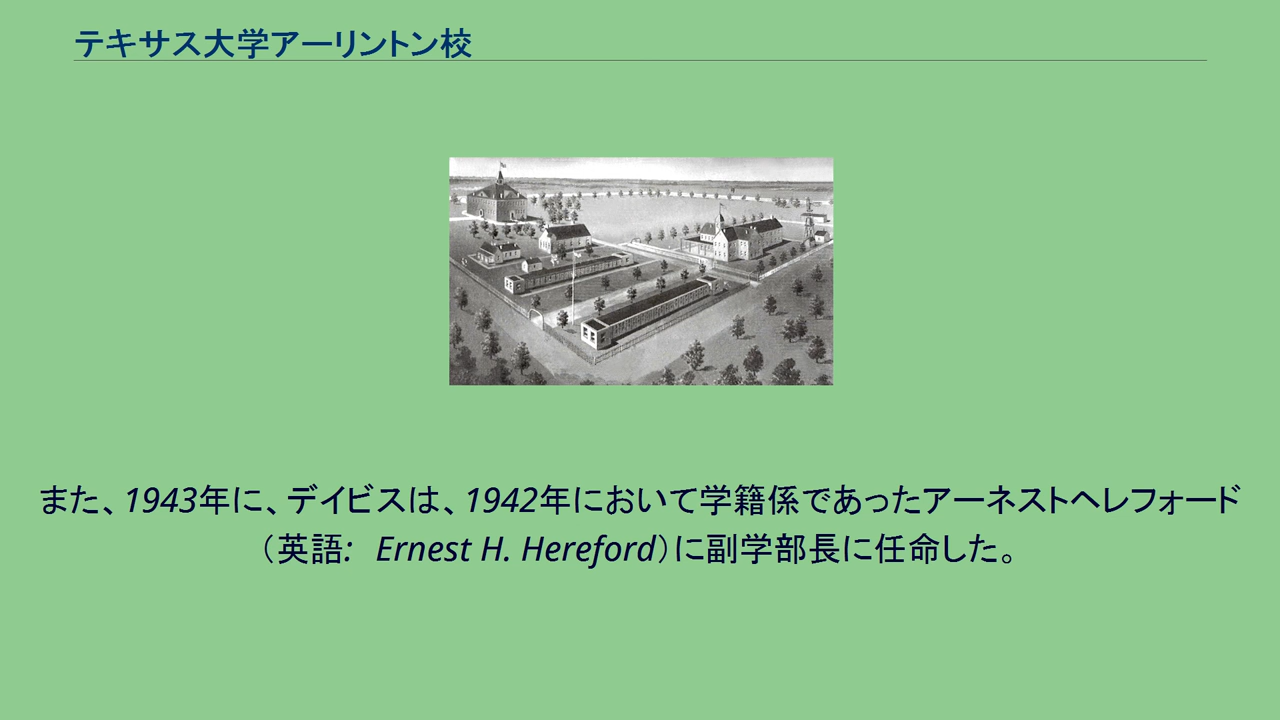 テキサス大学アーリントン校
また、1943年に、デイビスは、1942年において学籍係であったアーネストヘレフォード
（英語:　Ernest H. Hereford）に副学部長に任命した。